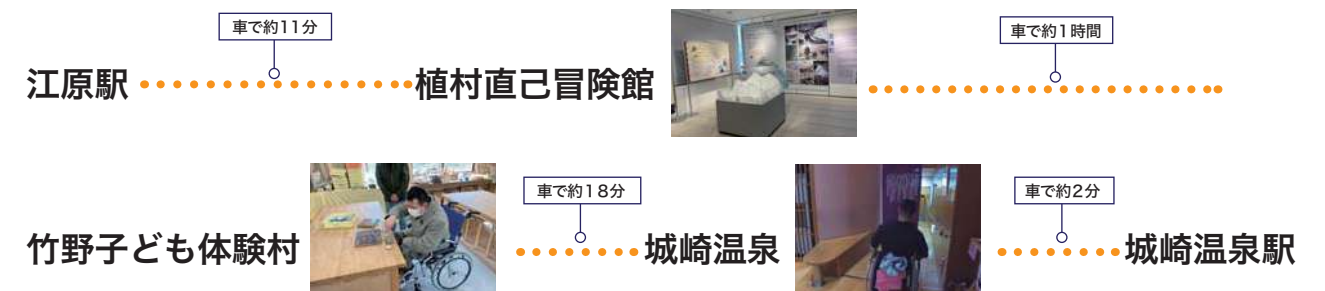 車で約11分
車で約1時間
江原駅
植村直己冒険館
車で約18分
車で約2分
竹野子ども体験村
城崎温泉
城崎温泉駅